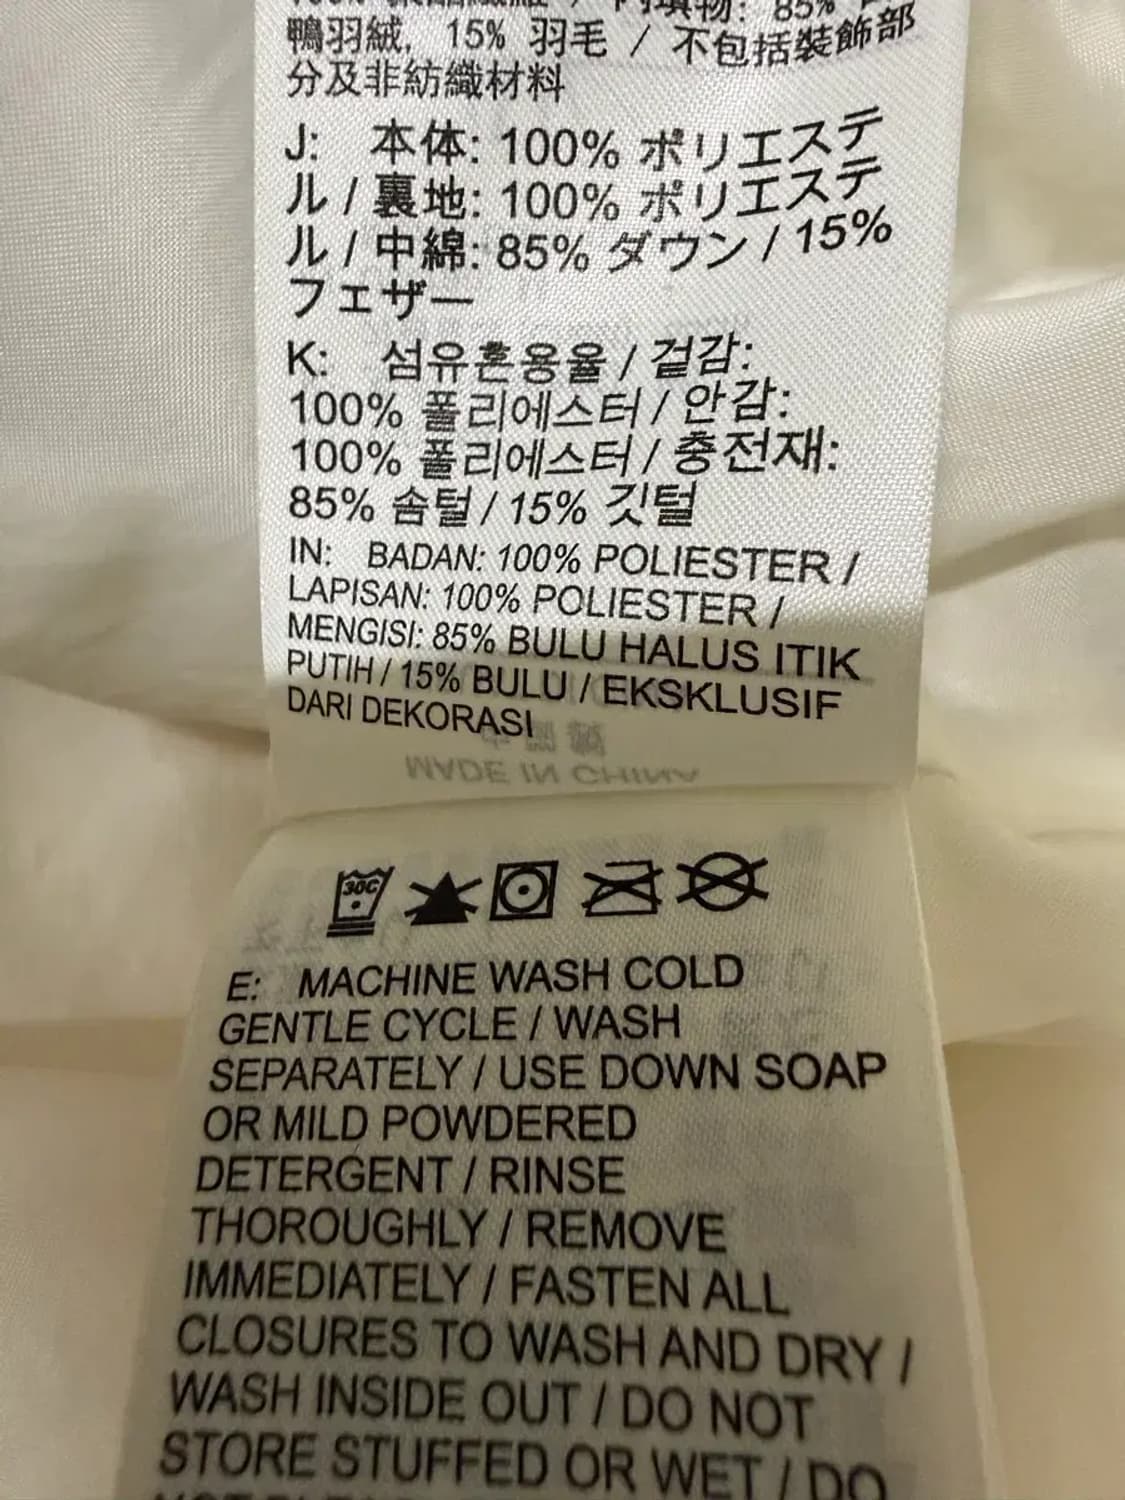 鴨羽絨, 15% 羽毛 / 不包括裝飾部
分及非紡織材料
J: 本体: 100% ポリエステ
ル / 裏地: 100% ポリエステ
ル / 中綿: 85% ダウン / 15%
フェザー
K: 섬유혼용율 / 겉감:
100% 폴리에스터 / 안감:
100% 폴리에스터 / 충전재:
85% 솜털 / 15% 깃털
IN: BADAN: 100% POLIESTER /
LAPISAN: 100% POLIESTER /
MENGISI: 85% BULU HALUS ITIK
PUTIH / 15% BULU / EKSKLUSIF
DARI DEKORASI
MADE IN CHINA
30C
E: MACHINE WASH COLD
GENTLE CYCLE / WASH
SEPARATELY / USE DOWN SOAP
OR MILD POWDERED
DETERGENT / RINSE
THOROUGHLY / REMOVE
IMMEDIATELY / FASTEN ALL
CLOSURES TO WASH AND DRY /
WASH INSIDE OUT / DO NOT
STORE STUFFED OR WET / DO